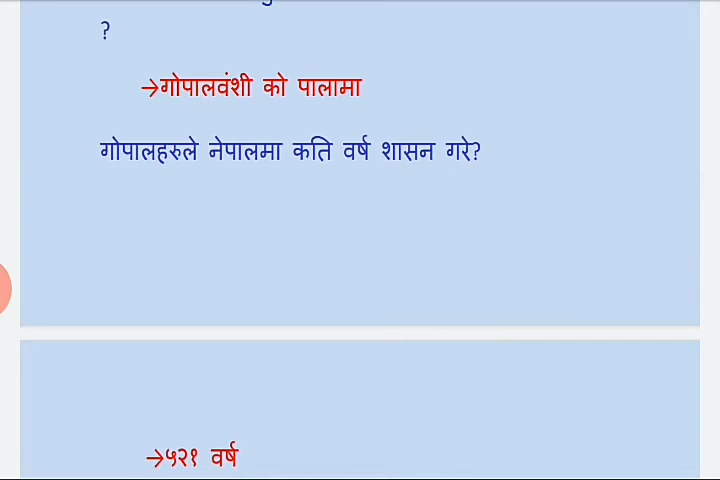 ?
→गोपालवंशी को पालामा
गोपालहरुले नेपालमा कति वर्ष शासन गरे?
→५२१ वर्ष